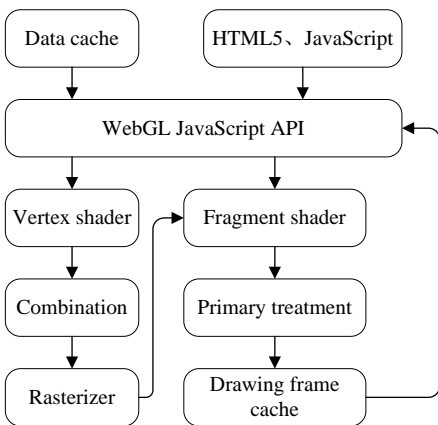 Data cache
HTML5、JavaScript
WebGL JavaScript API
Vertex shader
Fragment shader
Combination
Primary treatment
Rasterizer
Drawing frame
cache